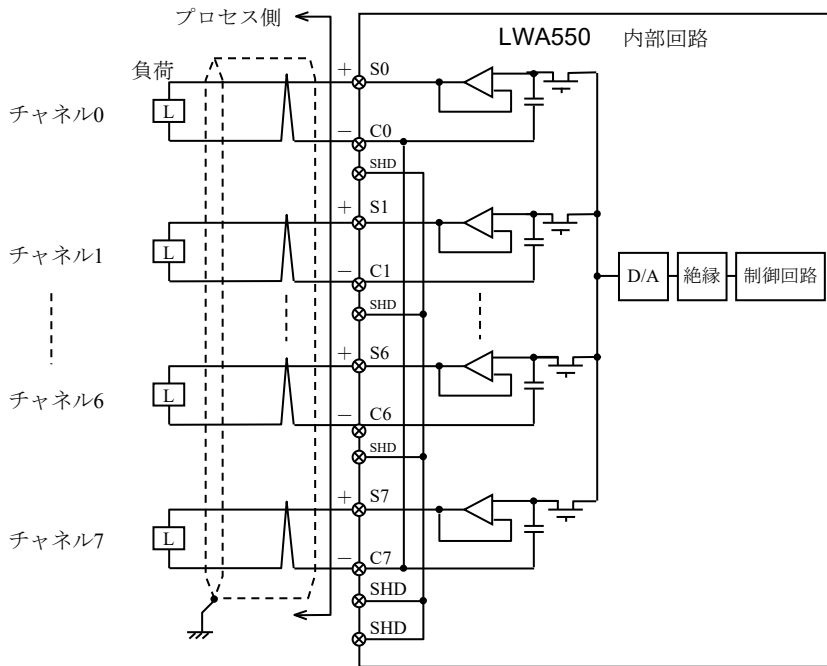 プロセス側
LWA550 内部回路
負荷
チャネル0
L
+ S0
− C0
SHD
チャネル1
L
+ S1
− C1
SHD
D/A
絶縁
制御回路
チャネル6
L
+ S6
− C6
SHD
チャネル7
L
+ S7
− C7
SHD
SHD